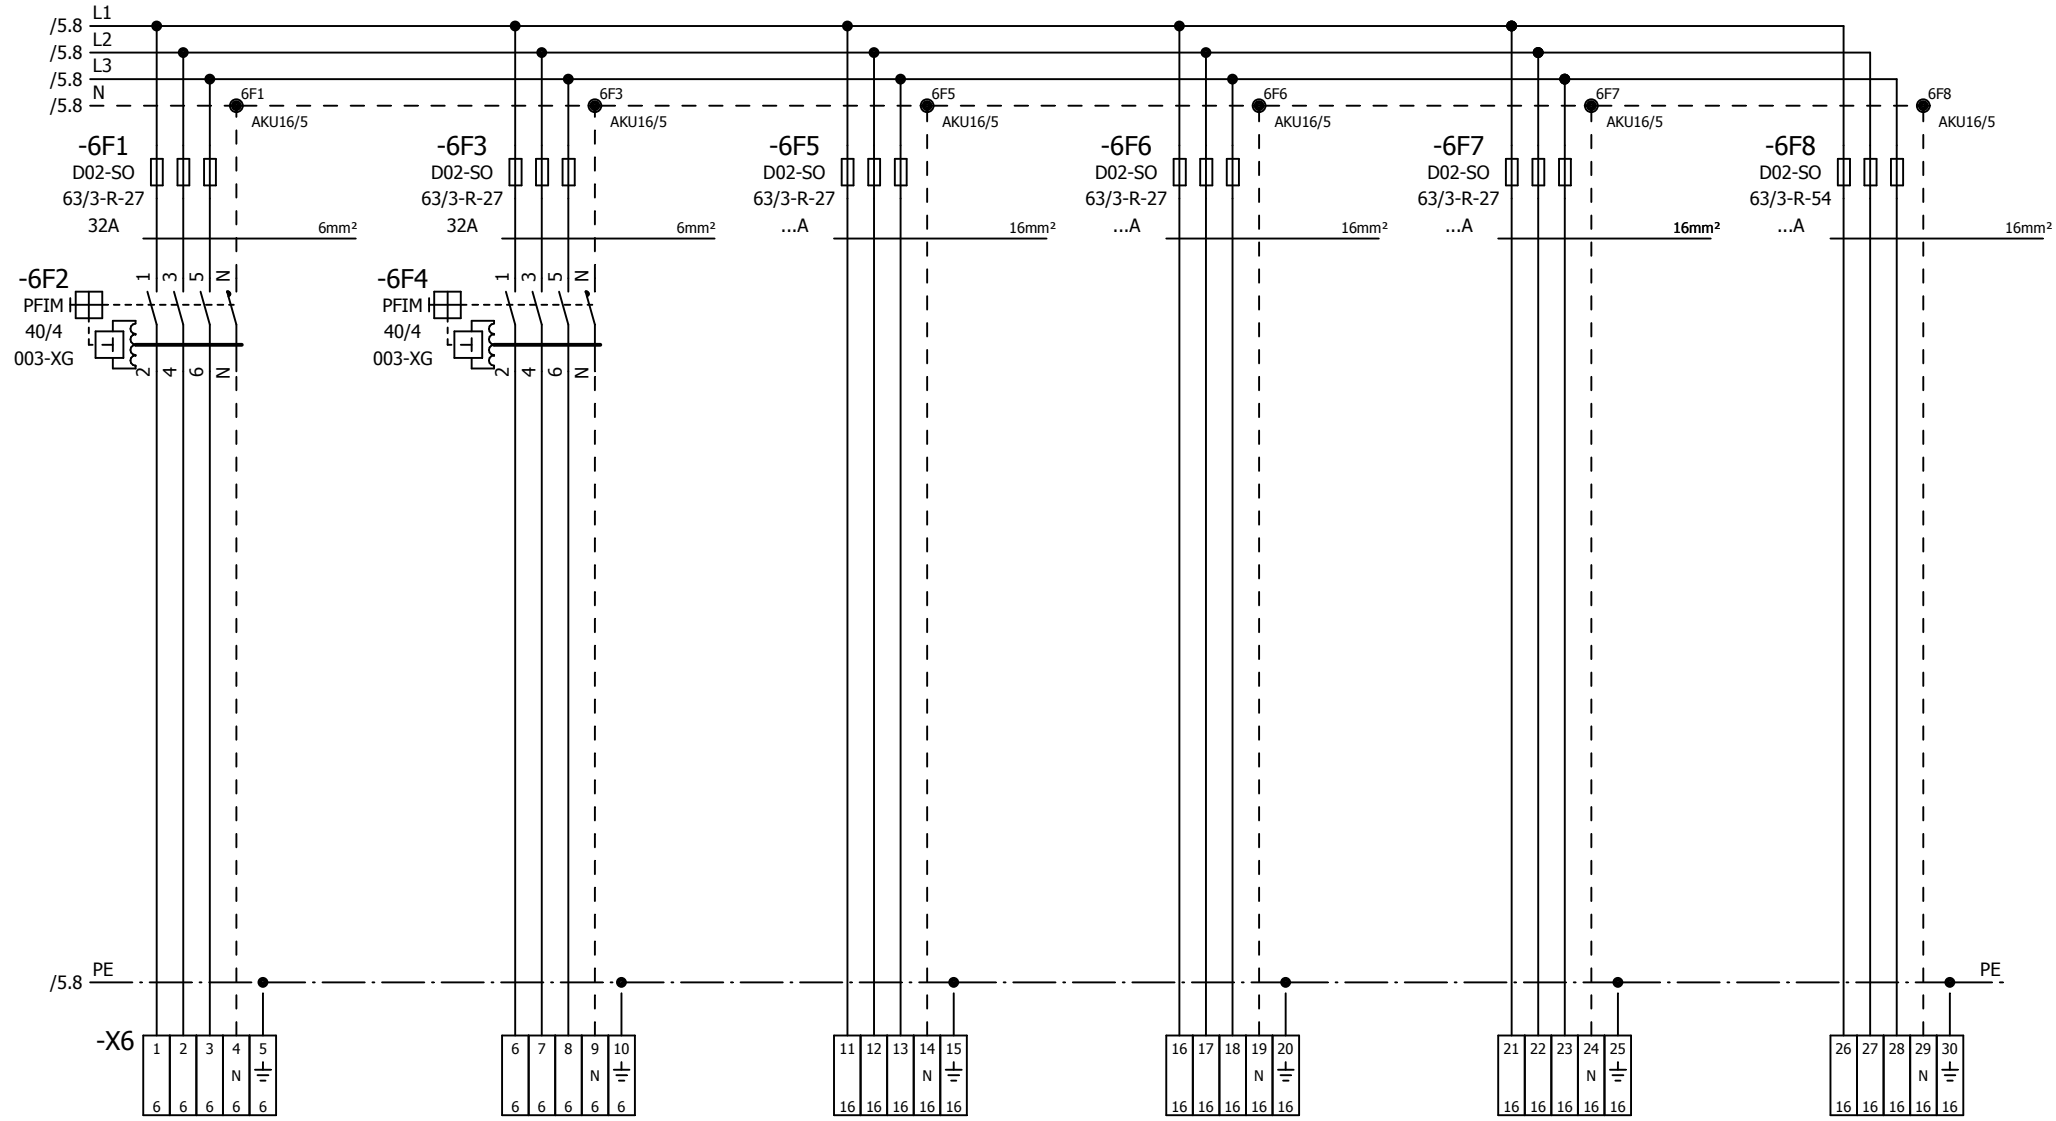 /5.8 L1
/5.8 L2
/5.8 L3
/5.8 N
6F1 6F3 6F5 6F6 6F7 6F8
AKU16/5 AKU16/5 AKU16/5 AKU16/5 AKU16/5 AKU16/5
-6F1 -6F3 -6F5 -6F6 -6F7 -6F8
D02-SO D02-SO D02-SO D02-SO D02-SO D02-SO
63/3-R-27 63/3-R-27 63/3-R-27 63/3-R-27 63/3-R-27 63/3-R-54
32A 6mm² 32A 6mm² ...A 16mm² ...A 16mm² ...A 16mm² ...A 16mm²
-6F2 1 3 5 N -6F4 1 3 5 N
PFIM PFIM
40/4 40/4
003-XG 2 4 6 N 003-XG 2 4 6 N
/5.8 PE PE
-X6 1 2 3 4 5 6 7 8 9 10 11 12 13 14 15 16 17 18 19 20 21 22 23 24 25 26 27 28 29 30
N N N N N N
6 6 6 6 6 6 6 6 6 6 16 16 16 16 16 16 16 16 16 16 16 16 16 16 16 16 16 16 16 16